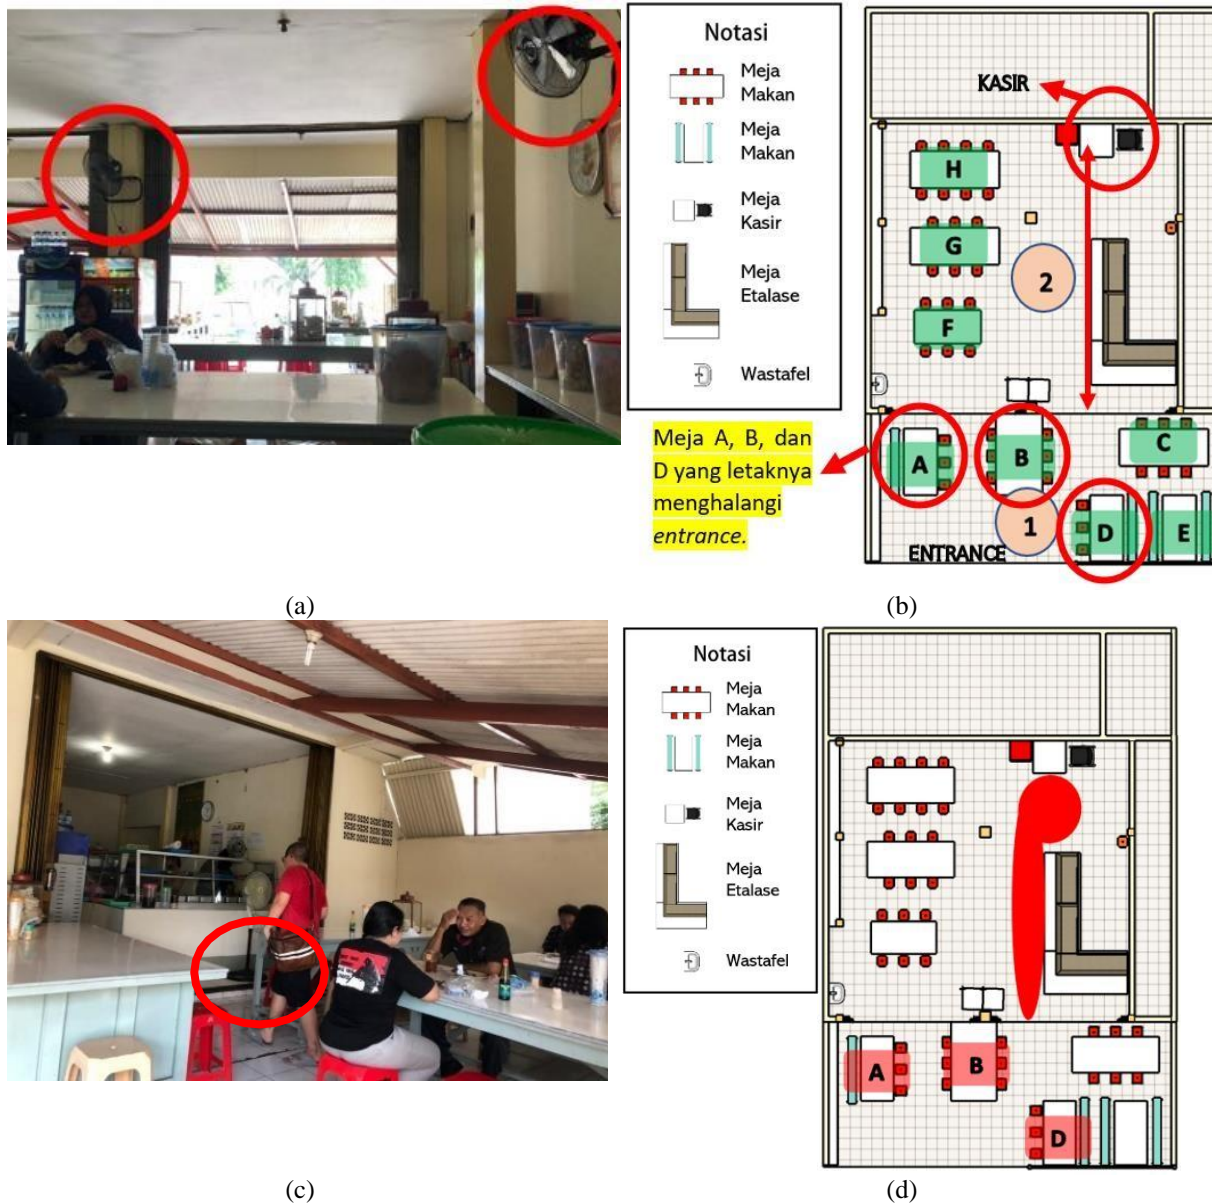 Notasi
Meja
Makan
Meja
Makan
Meja
Kasir
Meja
Etalase
Wastafel
Meja A, B, dan
D yang letaknya
menghalangi
entrance.
KASIR
H
G
2
F
A
B
C
1
D
E
ENTRANCE
(a)
(b)
Notasi
Meja
Makan
Meja
Makan
Meja
Kasir
Meja
Etalase
Wastafel
A
B
D
(c)
(d)